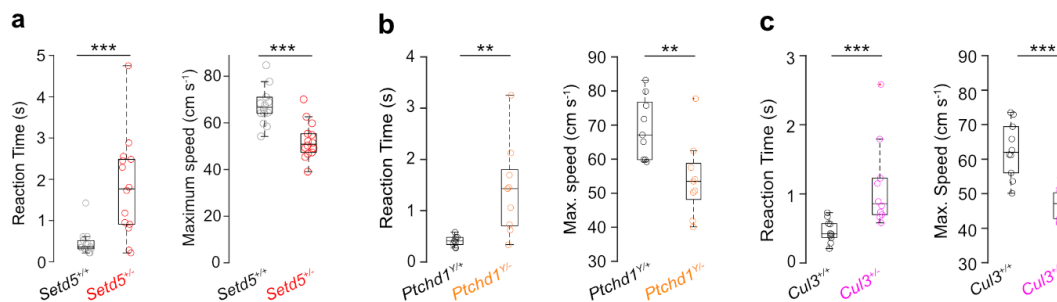 a
***
Reaction Time (s)
5
4
3
2
1
0
Setd5+/+
Setd5+/-
***
Maximum speed (cm s-1)
80
60
40
20
0
Setd5+/+
Setd5+/-
b
**
Reaction Time (s)
4
3
2
1
0
Ptchd1Y/+
Ptchd1Y/-
**
Max. speed (cm s-1)
90
80
70
60
50
40
30
Ptchd1Y/+
Ptchd1Y/-
c
***
Reaction Time (s)
3
2
1
0
Cul3+/+
Cul3+/-
***
Max. Speed (cm s-1)
90
80
70
60
50
40
30
Cul3+/+
Cul3